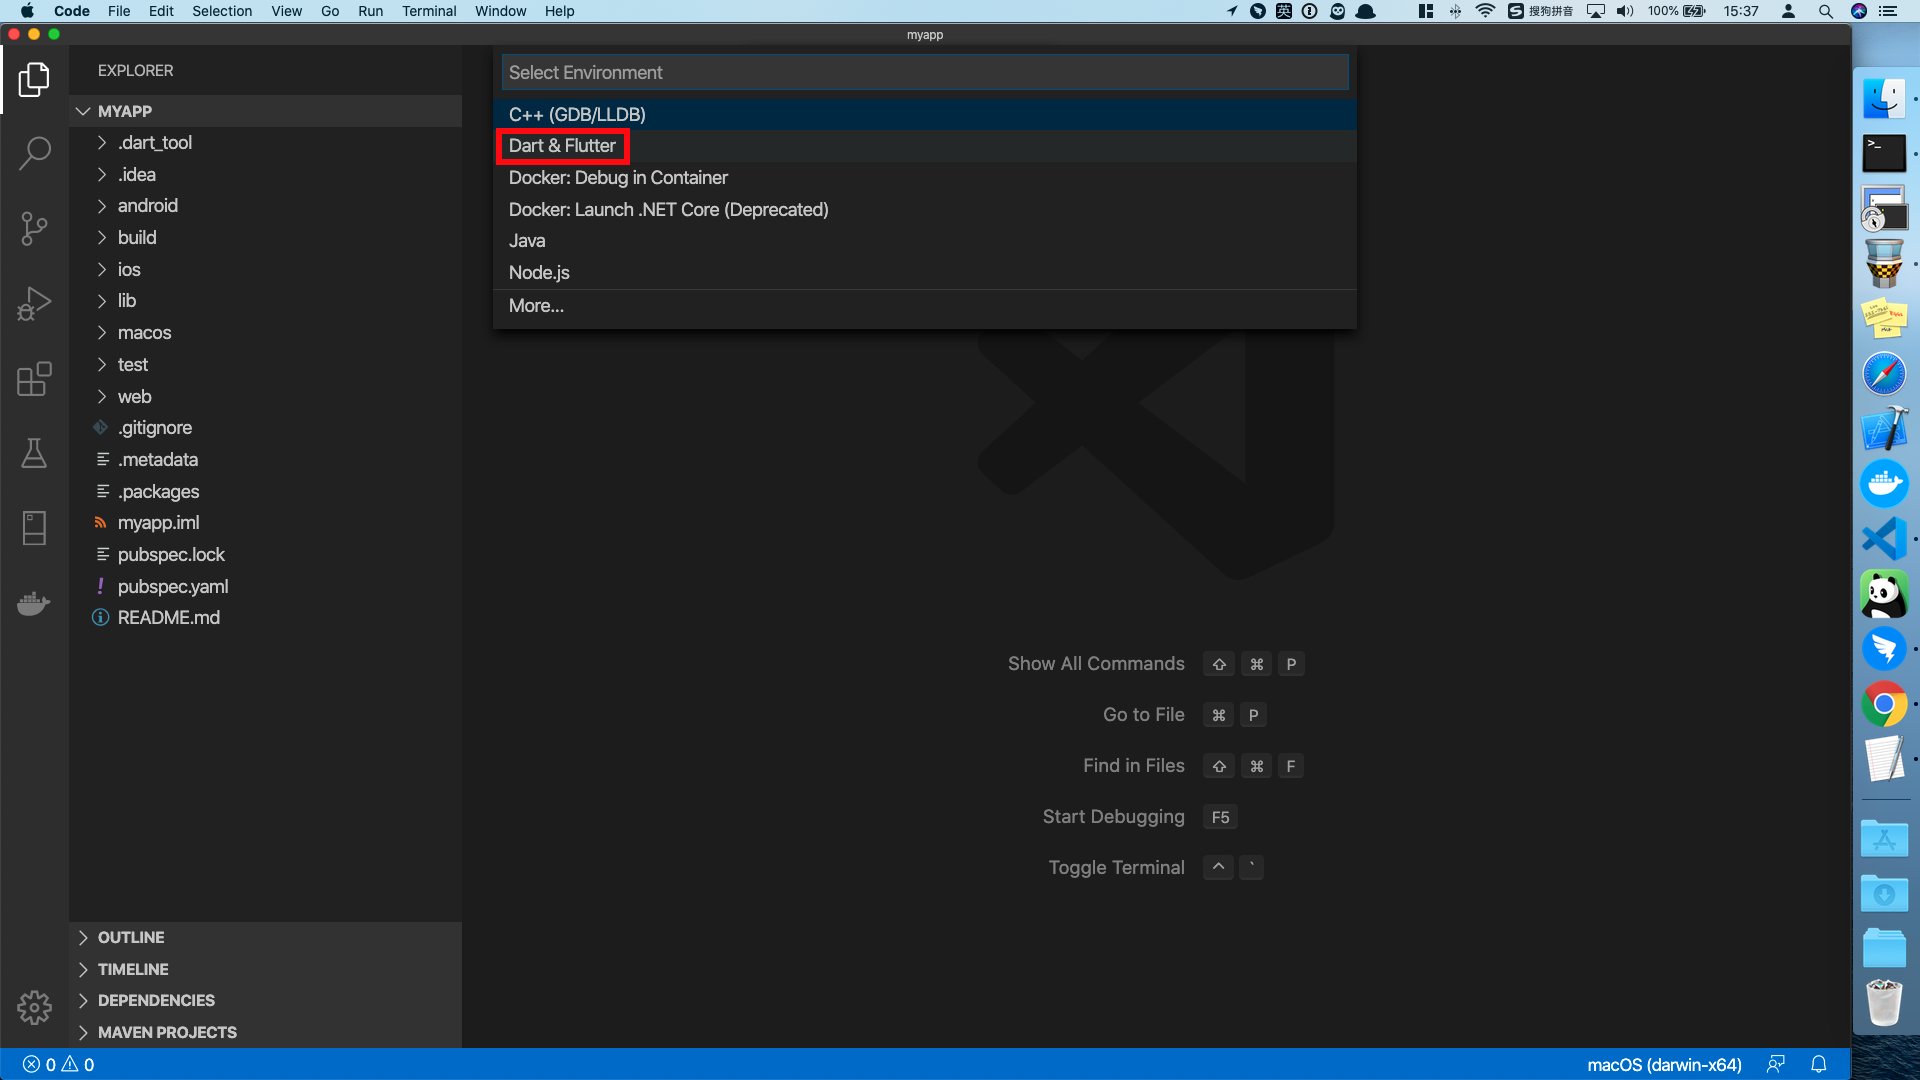 Code File Edit Selection View Go Run Terminal Window Help
英
搜狗拼音 100% 15:37
myapp
EXPLORER
MYAPP
.dart_tool
.idea
android
build
ios
lib
macos
test
web
.gitignore
.metadata
.packages
myapp.iml
pubspec.lock
pubspec.yaml
README.md
OUTLINE
TIMELINE
DEPENDENCIES
MAVEN PROJECTS
Select Environment
C++ (GDB/LLDB)
Dart & Flutter
Docker: Debug in Container
Docker: Launch .NET Core (Deprecated)
Java
Node.js
More...
Show All Commands ⇧ ⌘ P
Go to File ⌘ P
Find in Files ⇧ ⌘ F
Start Debugging F5
Toggle Terminal ^ `
0 0
macOS (darwin-x64)